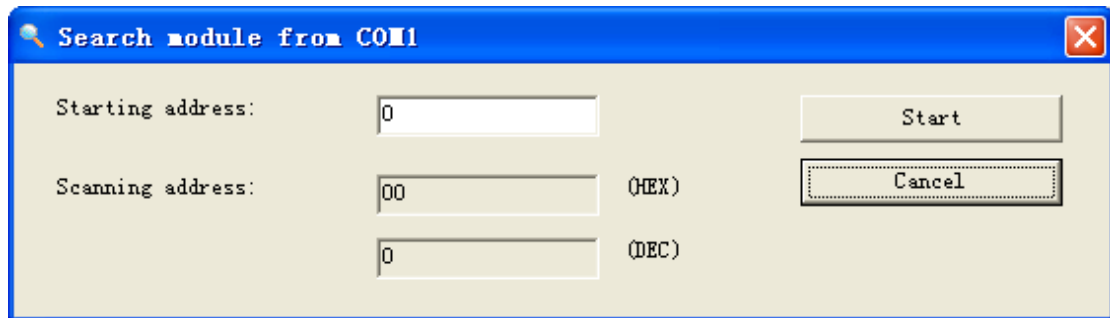 Search module from COM1
Starting address:
0
Start
Scanning address:
00
(HEX)
Cancel
0
(DEC)